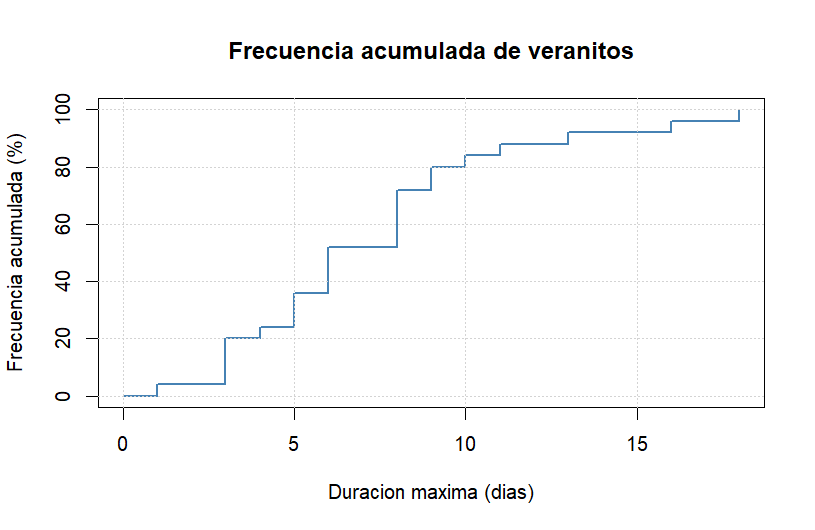 Frecuencia acumulada de veranitos
Frecuencia acumulada (%)
100
80
60
40
20
0
0 5 10 15
Duracion maxima (dias)